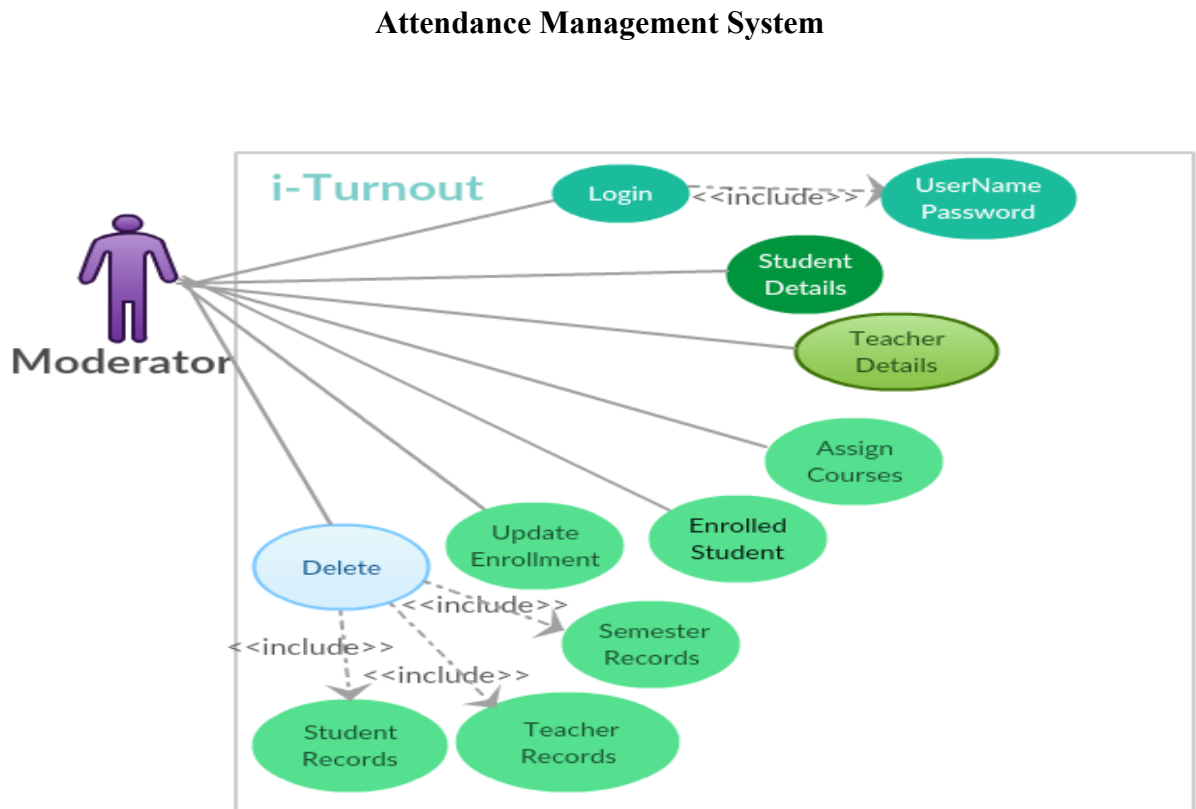 Attendance Management System
i-Turnout
Login
<<include>>
UserName
Password
Student
Details
Moderator
Teacher
Details
Assign
Courses
Enrolled
Student
Update
Enrollment
Delete
<<include>>
Semester
Records
<<include>>
<<include>>
Student
Records
Teacher
Records